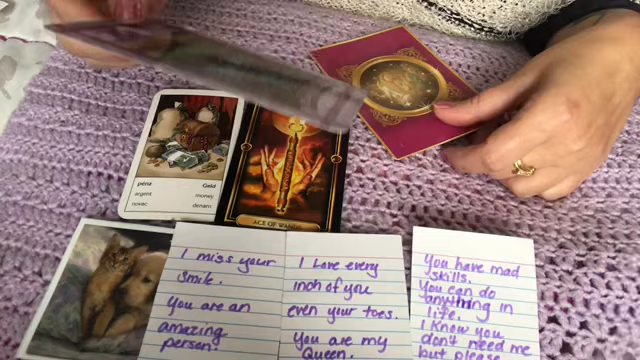 pénz Geld
argent money
novac denaro
ACE OF WANDS
I miss your
smile.
You are an
amazing
person.
I Love every
inch of you
even your toes.
You are my
Queen.
You have mad
skills.
You can do
anything in
life.
I know you
don't need me
but please